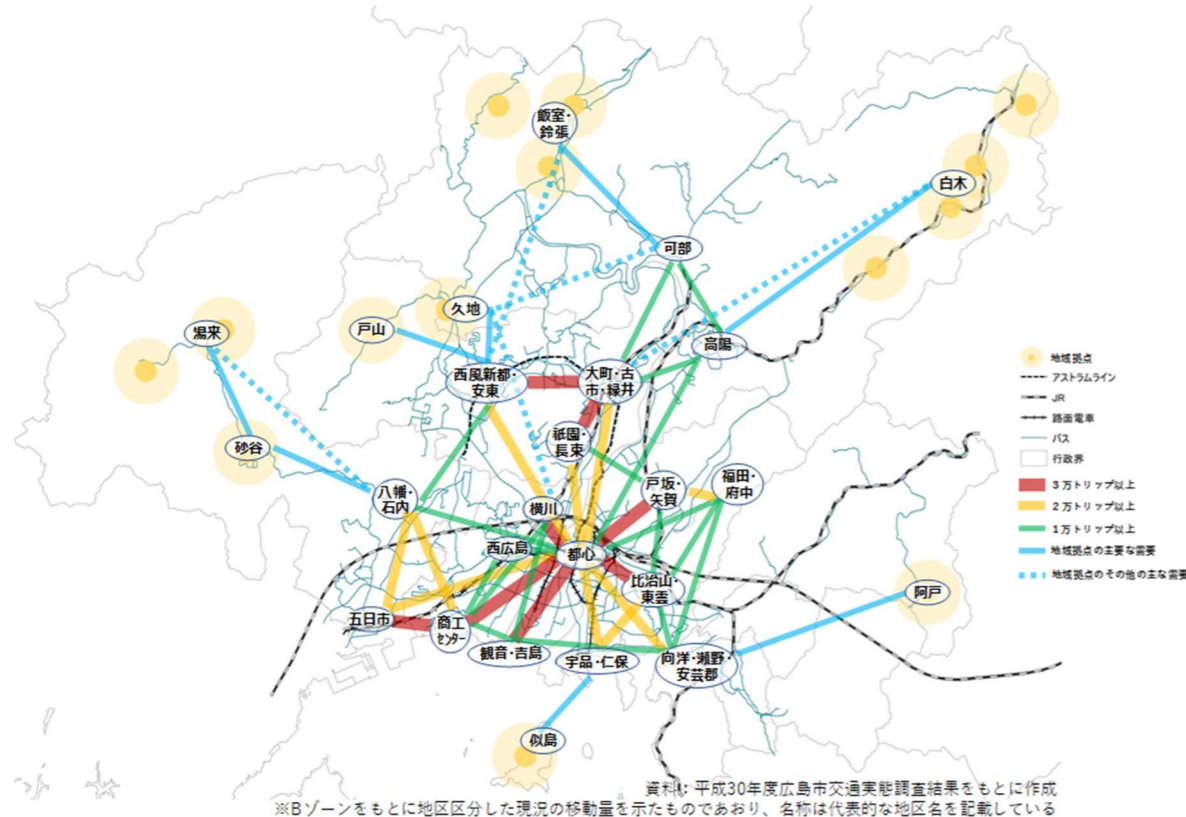 飯室・
鈴張
白木
可部
久地
湯来
戸山
高陽
西風新都・
安東
大町・古
市・緑井
祇園・
長束
砂谷
戸坂・
矢賀
福田・
府中
八幡・
石内
横川
西広島
都心
比治山・
東雲
阿戸
五日市
商工
センター
観音・吉島
宇品・仁保
向洋・瀬野・
安芸郡
似島
地域拠点
アストラムライン
JR
路面電車
バス
行政界
3万トリップ以上
2万トリップ以上
1万トリップ以上
地域拠点の主要な需要
地域拠点のその他の主な需要
資料：平成30年度広島市交通実態調査結果をもとに作成
※Bゾーンをもとに地区区分した現況の移動量を示たものであおり、名称は代表的な地区名を記載している